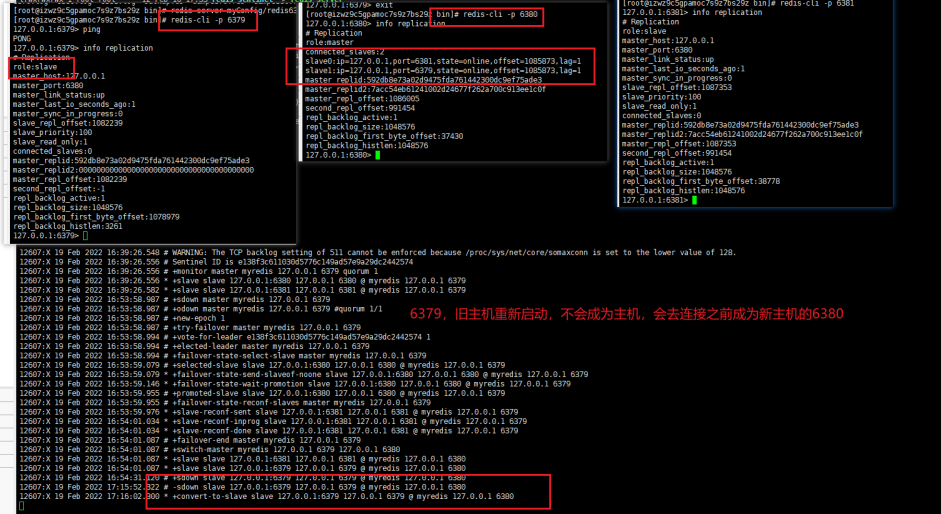 [root@izwz9c5gpamoc7s9z7bs29z bin]# redis-cli -p 6379
127.0.0.1:6379> ping
PONG
127.0.0.1:6379> info replication
# Replication
role:slave
master_host:127.0.0.1
master_port:6380
master_link_status:up
master_last_io_seconds_ago:1
master_sync_in_progress:0
slave_repl_offset:1082239
slave_priority:100
slave_read_only:1
connected_slaves:0
master_replid:592db8e73a02d9475fda761442300dc9ef75ade3
master_replid2:0000000000000000000000000000000000000000
master_repl_offset:1082239
second_repl_offset:-1
repl_backlog_active:1
repl_backlog_size:1048576
repl_backlog_first_byte_offset:1078979
repl_backlog_histlen:3261
127.0.0.1:6379>
127.0.0.1:6379> exit
[root@izwz9c5gpamoc7s9z7bs29z bin]# redis-cli -p 6380
127.0.0.1:6380> info replication
# Replication
role:master
connected_slaves:2
slave0:ip=127.0.0.1,port=6381,state=online,offset=1085873,lag=1
slave1:ip=127.0.0.1,port=6379,state=online,offset=1085873,lag=1
master_replid:592db8e73a02d9475fda761442300dc9ef75ade3
master_replid2:7acc54eb61241002d24677f262a700f913ee1c0f
master_repl_offset:1086005
second_repl_offset:991454
repl_backlog_active:1
repl_backlog_size:1048576
repl_backlog_first_byte_offset:37430
repl_backlog_histlen:1048576
127.0.0.1:6380>
[root@izwz9c5gpamoc7s9z7bs29z bin]# redis-cli -p 6381
127.0.0.1:6381> info replication
# Replication
role:slave
master_host:127.0.0.1
master_port:6380
master_link_status:up
master_last_io_seconds_ago:1
master_sync_in_progress:0
slave_repl_offset:1087353
slave_priority:100
slave_read_only:1
connected_slaves:0
master_replid:592db8e73a02d9475fda761442300dc9ef75ade3
master_replid2:7acc54eb61241002d24677f262a700f913ee1c0f
master_repl_offset:1087353
second_repl_offset:991454
repl_backlog_active:1
repl_backlog_size:1048576
repl_backlog_first_byte_offset:38778
repl_backlog_histlen:1048576
127.0.0.1:6381>
12607:X 19 Feb 2022 16:39:26.548 # WARNING: The TCP backlog setting of 511 cannot be enforced because /proc/sys/net/core/somaxconn is set to the lower value of 128.
12607:X 19 Feb 2022 16:39:26.556 # Sentinel ID is e138f3c611030d5776c149ad57e9a29dc2442574
12607:X 19 Feb 2022 16:39:26.556 # +monitor master myredis 127.0.0.1 6379 quorum 1
12607:X 19 Feb 2022 16:39:26.556 * +slave slave 127.0.0.1:6380 127.0.0.1 6380 @ myredis 127.0.0.1 6379
12607:X 19 Feb 2022 16:39:26.582 * +slave slave 127.0.0.1:6381 127.0.0.1 6381 @ myredis 127.0.0.1 6379
12607:X 19 Feb 2022 16:53:58.987 # +sdown master myredis 127.0.0.1 6379
12607:X 19 Feb 2022 16:53:58.987 # +odown master myredis 127.0.0.1 6379 #quorum 1/1
12607:X 19 Feb 2022 16:53:58.987 # +new-epoch 1
12607:X 19 Feb 2022 16:53:58.987 # +try-failover master myredis 127.0.0.1 6379
12607:X 19 Feb 2022 16:53:58.994 # +vote-for-leader e138f3c611030d5776c149ad57e9a29dc2442574 1
12607:X 19 Feb 2022 16:53:58.994 # +elected-leader master myredis 127.0.0.1 6379
12607:X 19 Feb 2022 16:53:58.994 # +failover-state-select-slave master myredis 127.0.0.1 6379
12607:X 19 Feb 2022 16:53:59.079 # +selected-slave slave 127.0.0.1:6380 127.0.0.1 6380 @ myredis 127.0.0.1 6379
12607:X 19 Feb 2022 16:53:59.079 * +failover-state-send-slaveof-noone slave 127.0.0.1:6380 127.0.0.1 6380 @ myredis 127.0.0.1 6379
12607:X 19 Feb 2022 16:53:59.146 * +failover-state-wait-promotion slave 127.0.0.1:6380 127.0.0.1 6380 @ myredis 127.0.0.1 6379
12607:X 19 Feb 2022 16:53:59.955 # +promoted-slave slave 127.0.0.1:6380 127.0.0.1 6380 @ myredis 127.0.0.1 6379
12607:X 19 Feb 2022 16:53:59.955 # +failover-state-reconf-slaves master myredis 127.0.0.1 6379
12607:X 19 Feb 2022 16:53:59.976 * +slave-reconf-sent slave 127.0.0.1:6381 127.0.0.1 6381 @ myredis 127.0.0.1 6379
12607:X 19 Feb 2022 16:54:01.034 * +slave-reconf-inprog slave 127.0.0.1:6381 127.0.0.1 6381 @ myredis 127.0.0.1 6379
12607:X 19 Feb 2022 16:54:01.034 * +slave-reconf-done slave 127.0.0.1:6381 127.0.0.1 6381 @ myredis 127.0.0.1 6379
12607:X 19 Feb 2022 16:54:01.087 # +failover-end master myredis 127.0.0.1 6379
12607:X 19 Feb 2022 16:54:01.087 # +switch-master myredis 127.0.0.1 6379 127.0.0.1 6380
12607:X 19 Feb 2022 16:54:01.087 * +slave slave 127.0.0.1:6381 127.0.0.1 6381 @ myredis 127.0.0.1 6380
12607:X 19 Feb 2022 16:54:01.087 * +slave slave 127.0.0.1:6379 127.0.0.1 6379 @ myredis 127.0.0.1 6380
12607:X 19 Feb 2022 16:54:31.120 # +sdown slave 127.0.0.1:6379 127.0.0.1 6379 @ myredis 127.0.0.1 6380
12607:X 19 Feb 2022 17:15:52.322 # -sdown slave 127.0.0.1:6379 127.0.0.1 6379 @ myredis 127.0.0.1 6380
12607:X 19 Feb 2022 17:16:02.300 * +convert-to-slave slave 127.0.0.1:6379 127.0.0.1 6379 @ myredis 127.0.0.1 6380
6379，旧主机重新启动，不会成为主机，会去连接之前成为新主机的6380